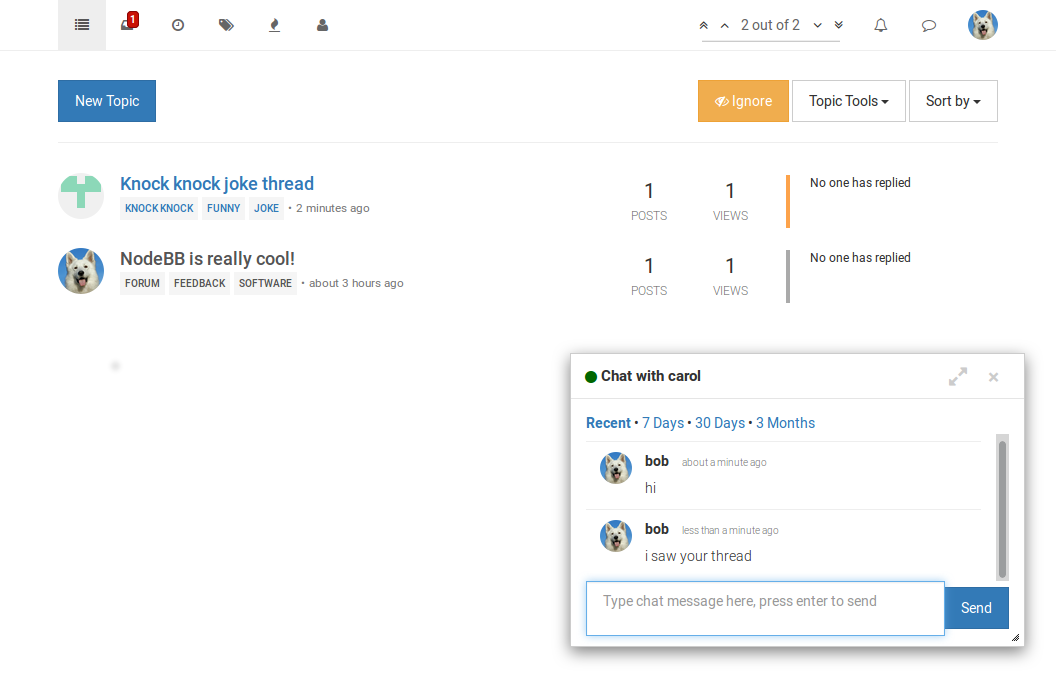 1
2 out of 2
New Topic
Ignore
Topic Tools
Sort by
Knock knock joke thread
KNOCK KNOCK FUNNY JOKE • 2 minutes ago
1
POSTS
1
VIEWS
No one has replied
NodeBB is really cool!
FORUM FEEDBACK SOFTWARE • about 3 hours ago
1
POSTS
1
VIEWS
No one has replied
Chat with carol
Recent • 7 Days • 30 Days • 3 Months
bob about a minute ago
hi
bob less than a minute ago
i saw your thread
Type chat message here, press enter to send
Send